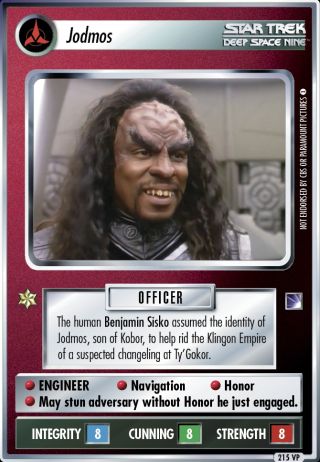 Jodmos
STAR TREK
DEEP SPACE NINE
NOT ENDORSED BY CBS OR PARAMOUNT PICTURES
OFFICER
The human Benjamin Sisko assumed the identity of
Jodmos, son of Kobor, to help rid the Klingon Empire
of a suspected changeling at Ty'Gokor.
ENGINEER Navigation Honor
May stun adversary without Honor he just engaged.
INTEGRITY 8 CUNNING 8 STRENGTH 8
215 VP